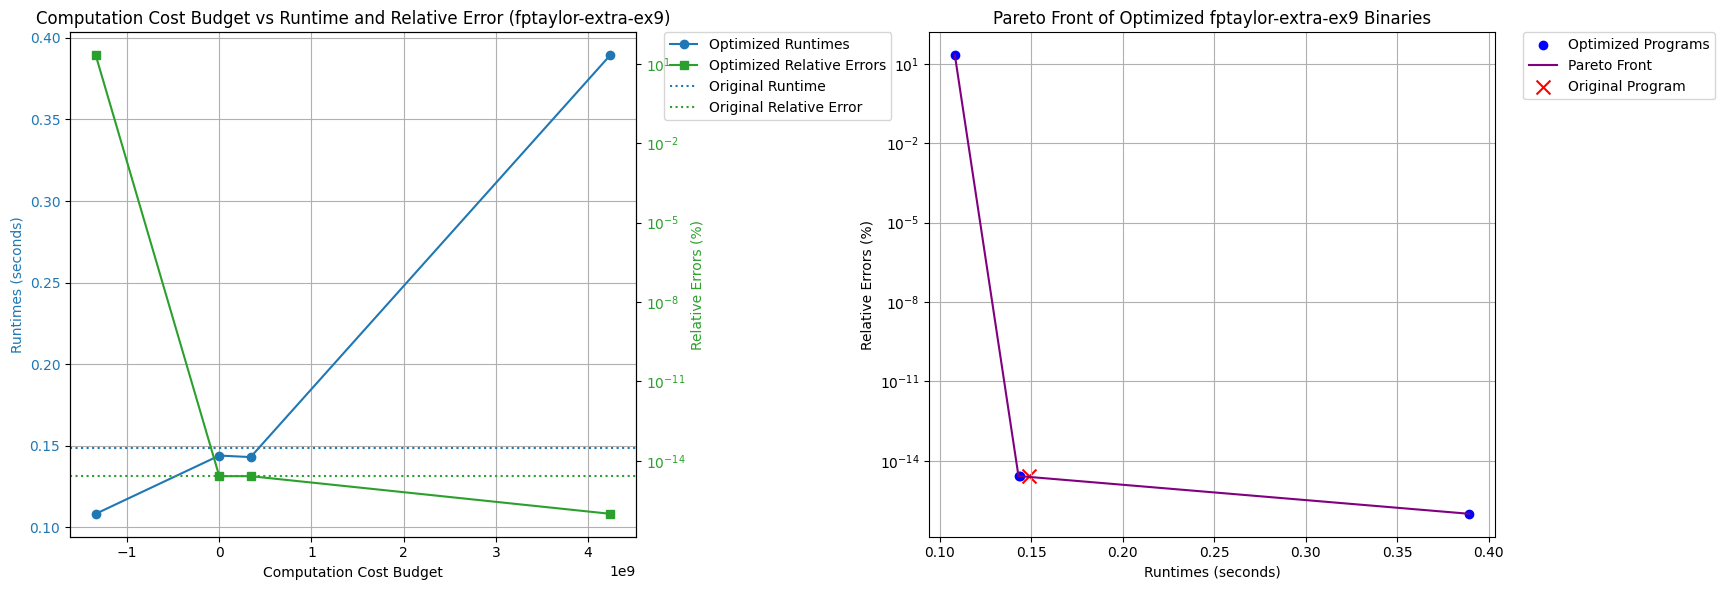 Computation Cost Budget vs Runtime and Relative Error (fptaylor-extra-ex9)
0.40
0.35
0.30
0.25
0.20
0.15
0.10
Runtimes (seconds)
−1
0
1
2
3
4
1e9
Computation Cost Budget
10^1
10^−2
10^−5
10^−8
10^−11
10^−14
Relative Errors (%)
Optimized Runtimes
Optimized Relative Errors
Original Runtime
Original Relative Error
Pareto Front of Optimized fptaylor-extra-ex9 Binaries
10^1
10^−2
10^−5
10^−8
10^−11
10^−14
Relative Errors (%)
0.10
0.15
0.20
0.25
0.30
0.35
0.40
Runtimes (seconds)
Optimized Programs
Pareto Front
Original Program